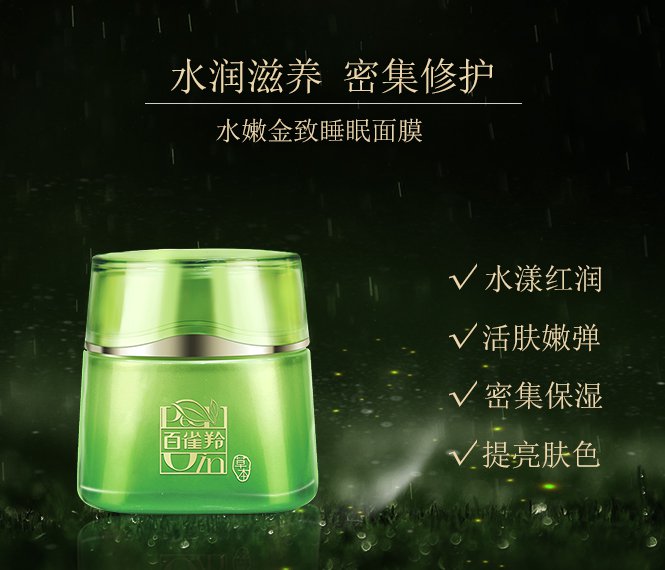 水润滋养 密集修护
水嫩金致睡眠面膜
水漾红润
活肤嫩弹
密集保湿
提亮肤色
百雀羚
草本